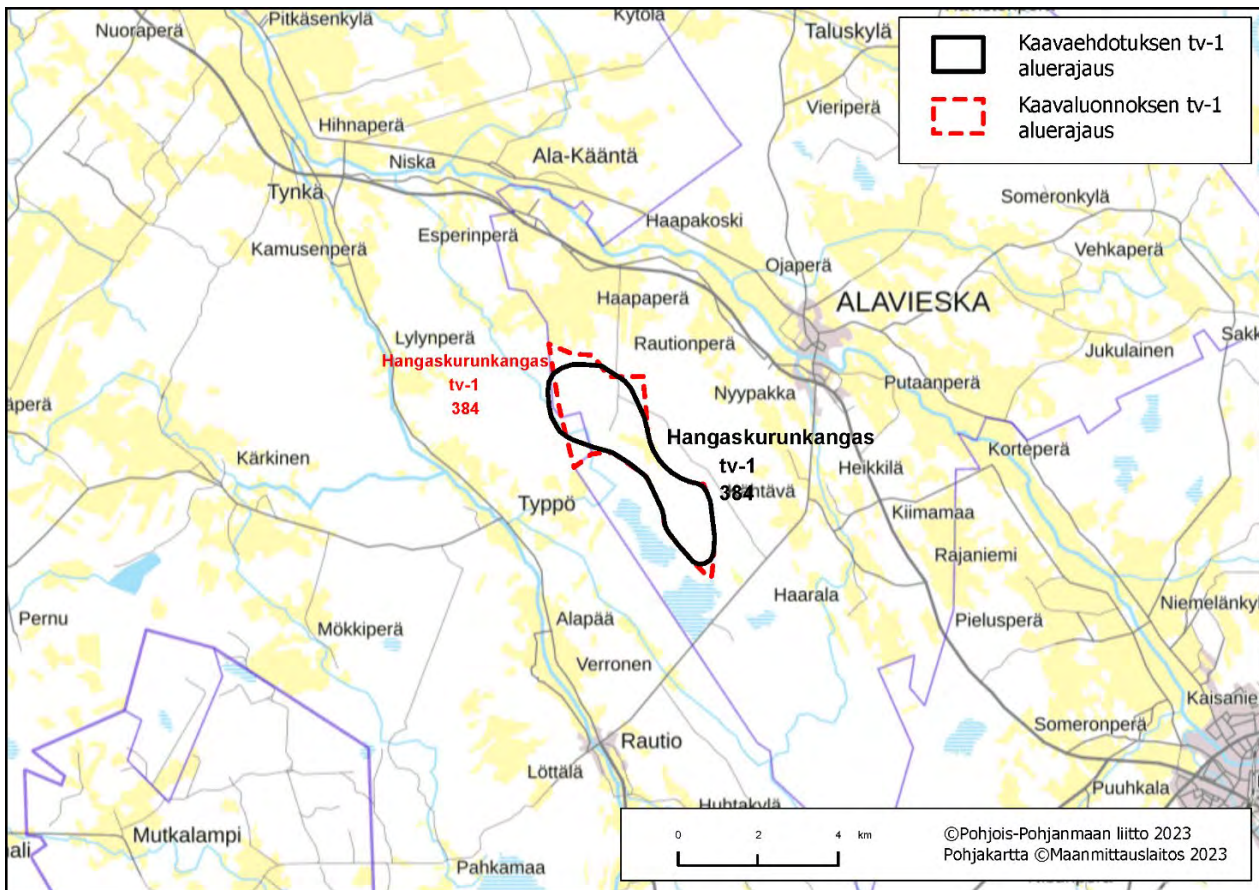 Nuoraperä
Pitkäsenkylä
Kytölä
Taluskylä
Kaavaehdotuksen tv-1
aluerajaus
Kaavaluonnoksen tv-1
aluerajaus
Vieriperä
Hihnaperä
Niska
Ala-Kääntä
Tynkä
Someronkylä
Haapakoski
Esperinperä
Kamusenperä
Vehkaperä
Ojaperä
Haapaperä
ALAVIESKA
Lylynperä
Rautionperä
Jukulainen
Hangaskurunkangas
tv-1
384
Nyypakka
Putaanperä
Hangaskurunkangas
tv-1
384
Korteperä
Kärkinen
Heikkilä
Typpö
Kiimamaa
Rajaniemi
Haarala
Pernu
Mökkiperä
Alapää
Pielusperä
Verronen
Someronperä
Rautio
Löttälä
Puuhkala
Huhtakylä
Mutkalampi
Pahkamaa
0 2 4 km
©Pohjois-Pohjanmaan liitto 2023
Pohjakartta ©Maanmittauslaitos 2023